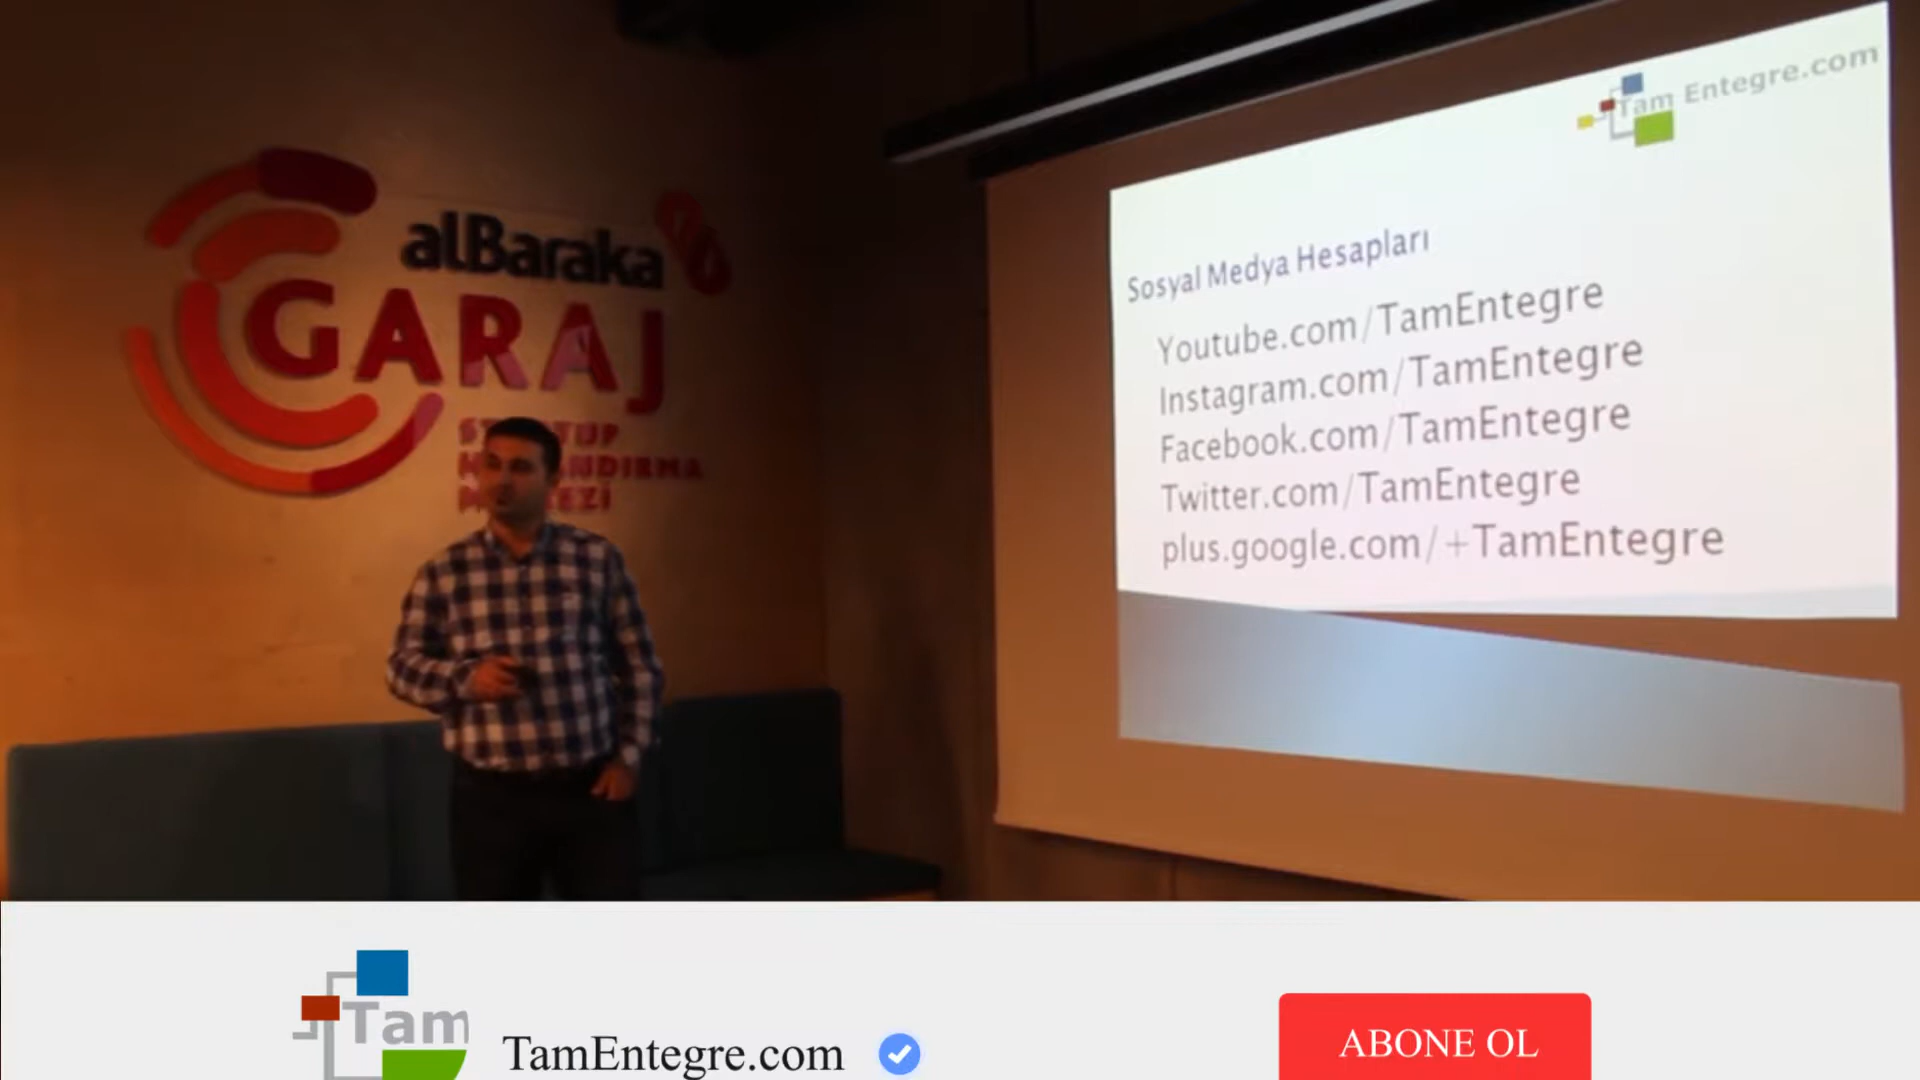 alBaraka
GARAJ
Tam Entegre.com
Sosyal Medya Hesapları
Youtube.com/TamEntegre
Instagram.com/TamEntegre
Facebook.com/TamEntegre
Twitter.com/TamEntegre
plus.google.com/+TamEntegre
Tam
TamEntegre.com
ABONE OL